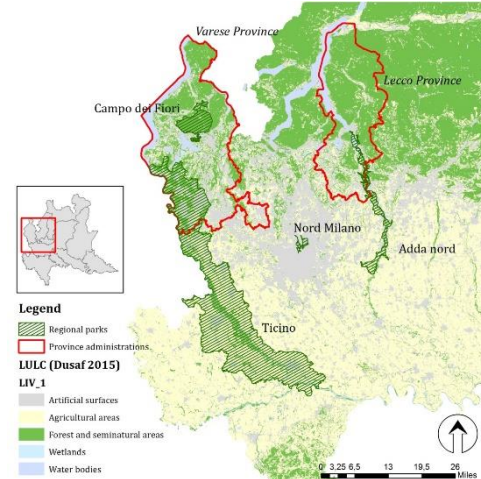 Varese Province
Lecco Province
Campo dei Fiori
Nord Milano
Adda nord
Ticino
Legend
Regional parks
Province administrations
LULC (Dusaf 2015)
LIV_1
Artificial surfaces
Agricultural areas
Forest and seminatural areas
Wetlands
Water bodies
0 3.25 6.5 13 19.5 26
Miles